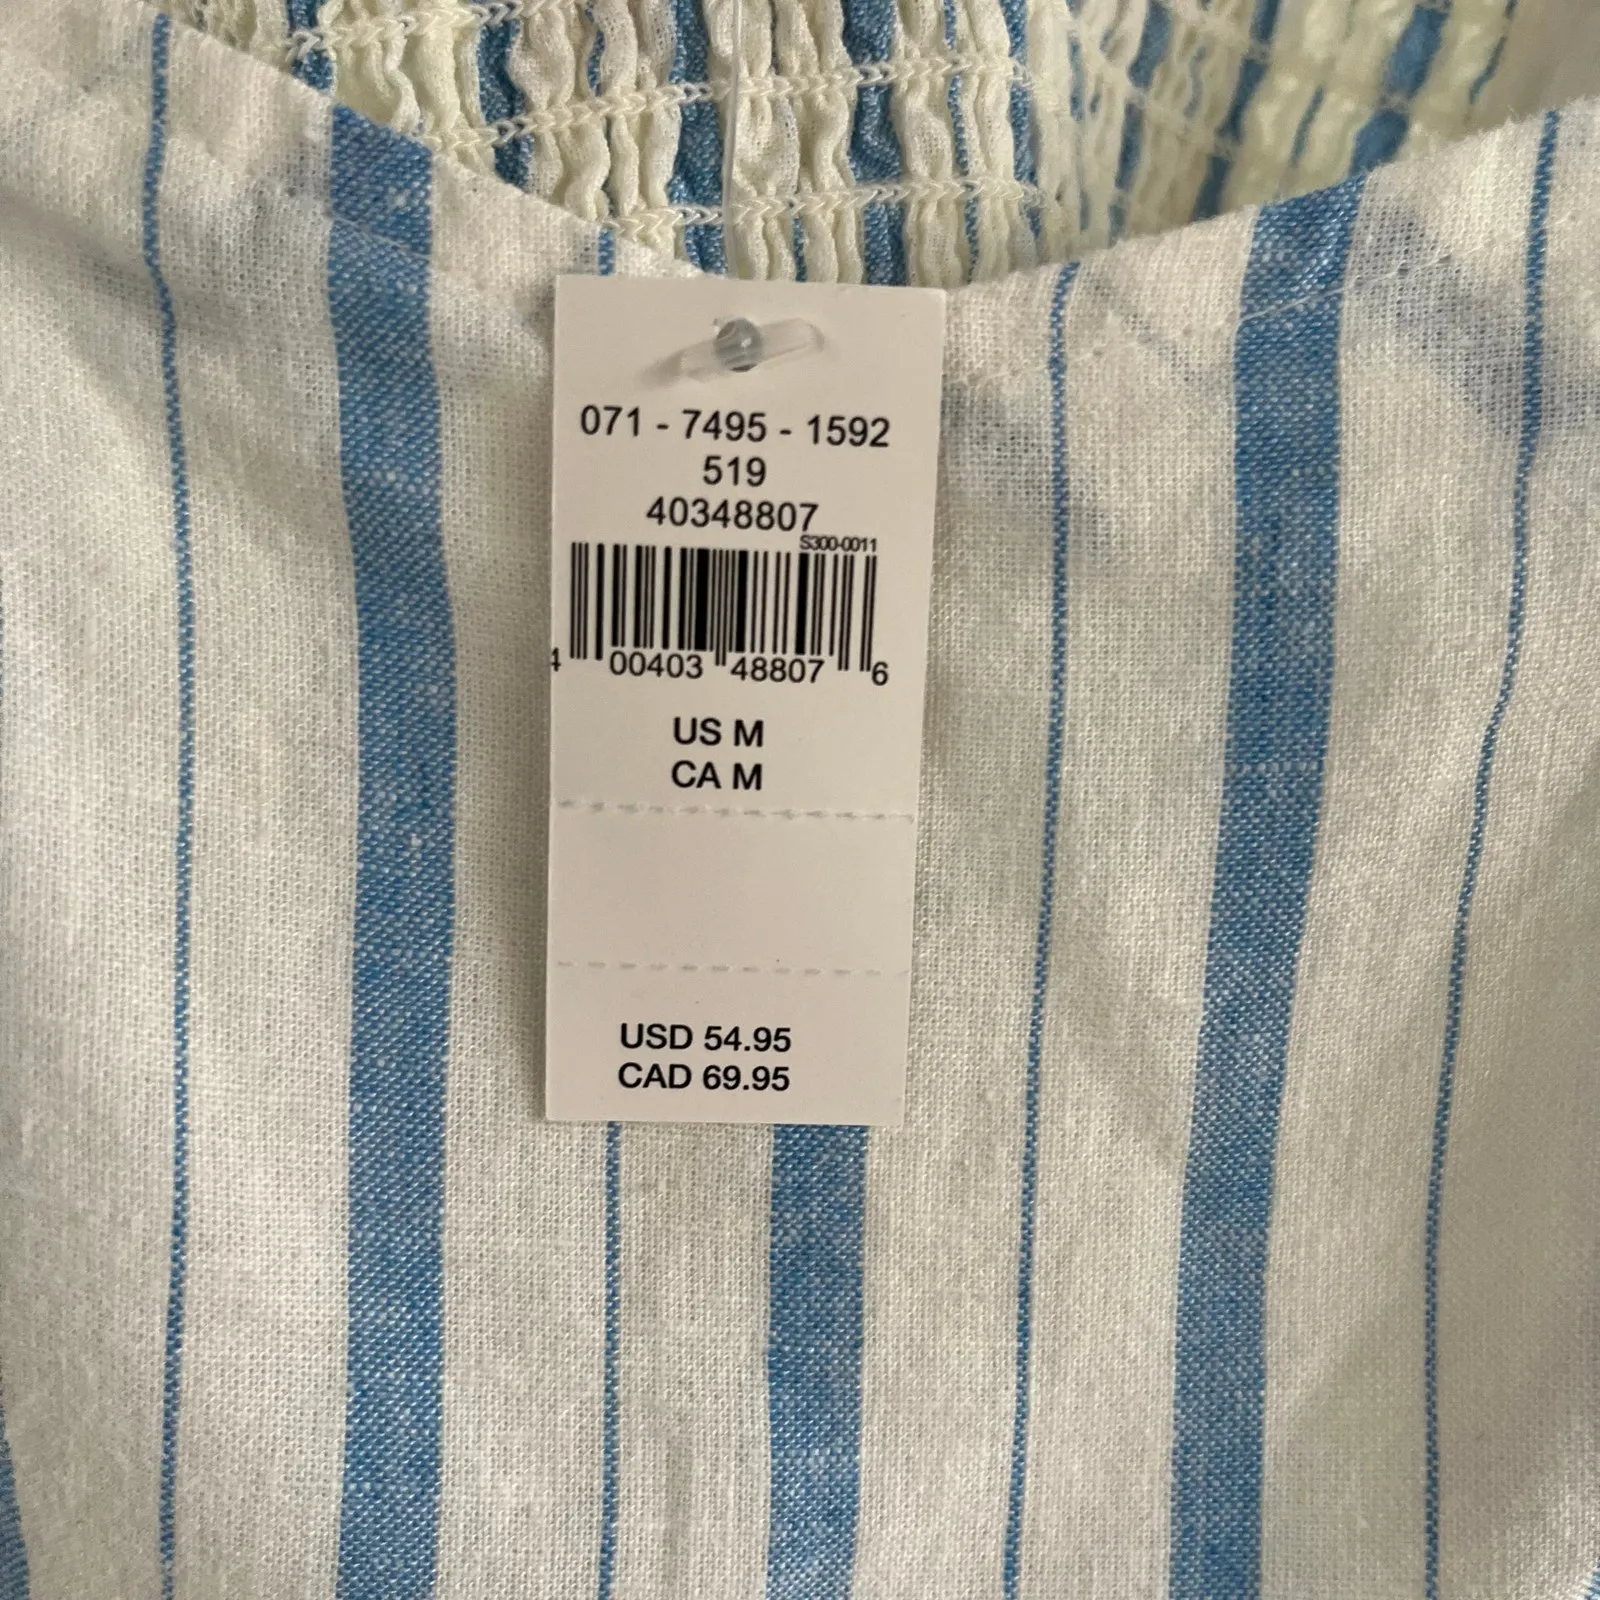 071 - 7495 - 1592
519
40348807
S300-0011
4 00403 48807 6
US M
CA M
USD 54.95
CAD 69.95